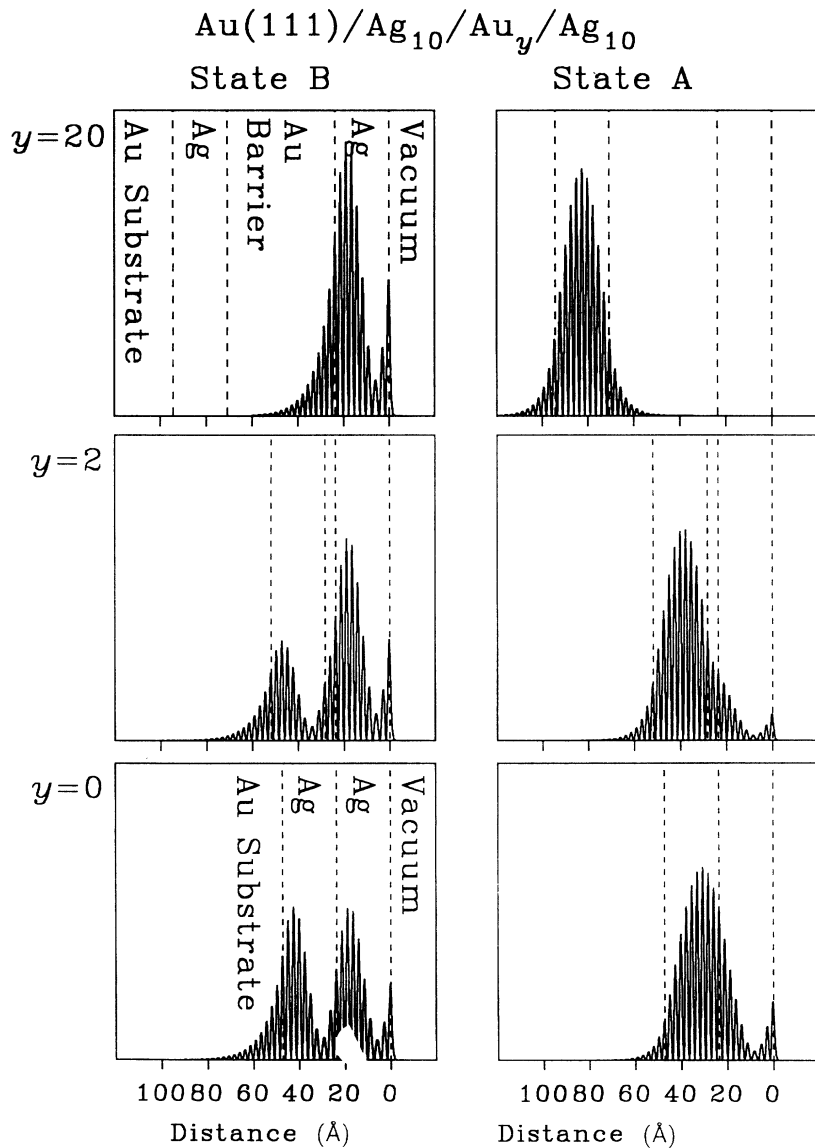 Au(111)/Ag10/Auy/Ag10
State B
State A
y=20
Au Substrate
Ag
Barrier
Au
Ag
Vacuum
y=2
y=0
Au Substrate
Ag
Ag
Vacuum
100 80 60 40 20 0
100 80 60 40 20 0
Distance (Å)
Distance (Å)